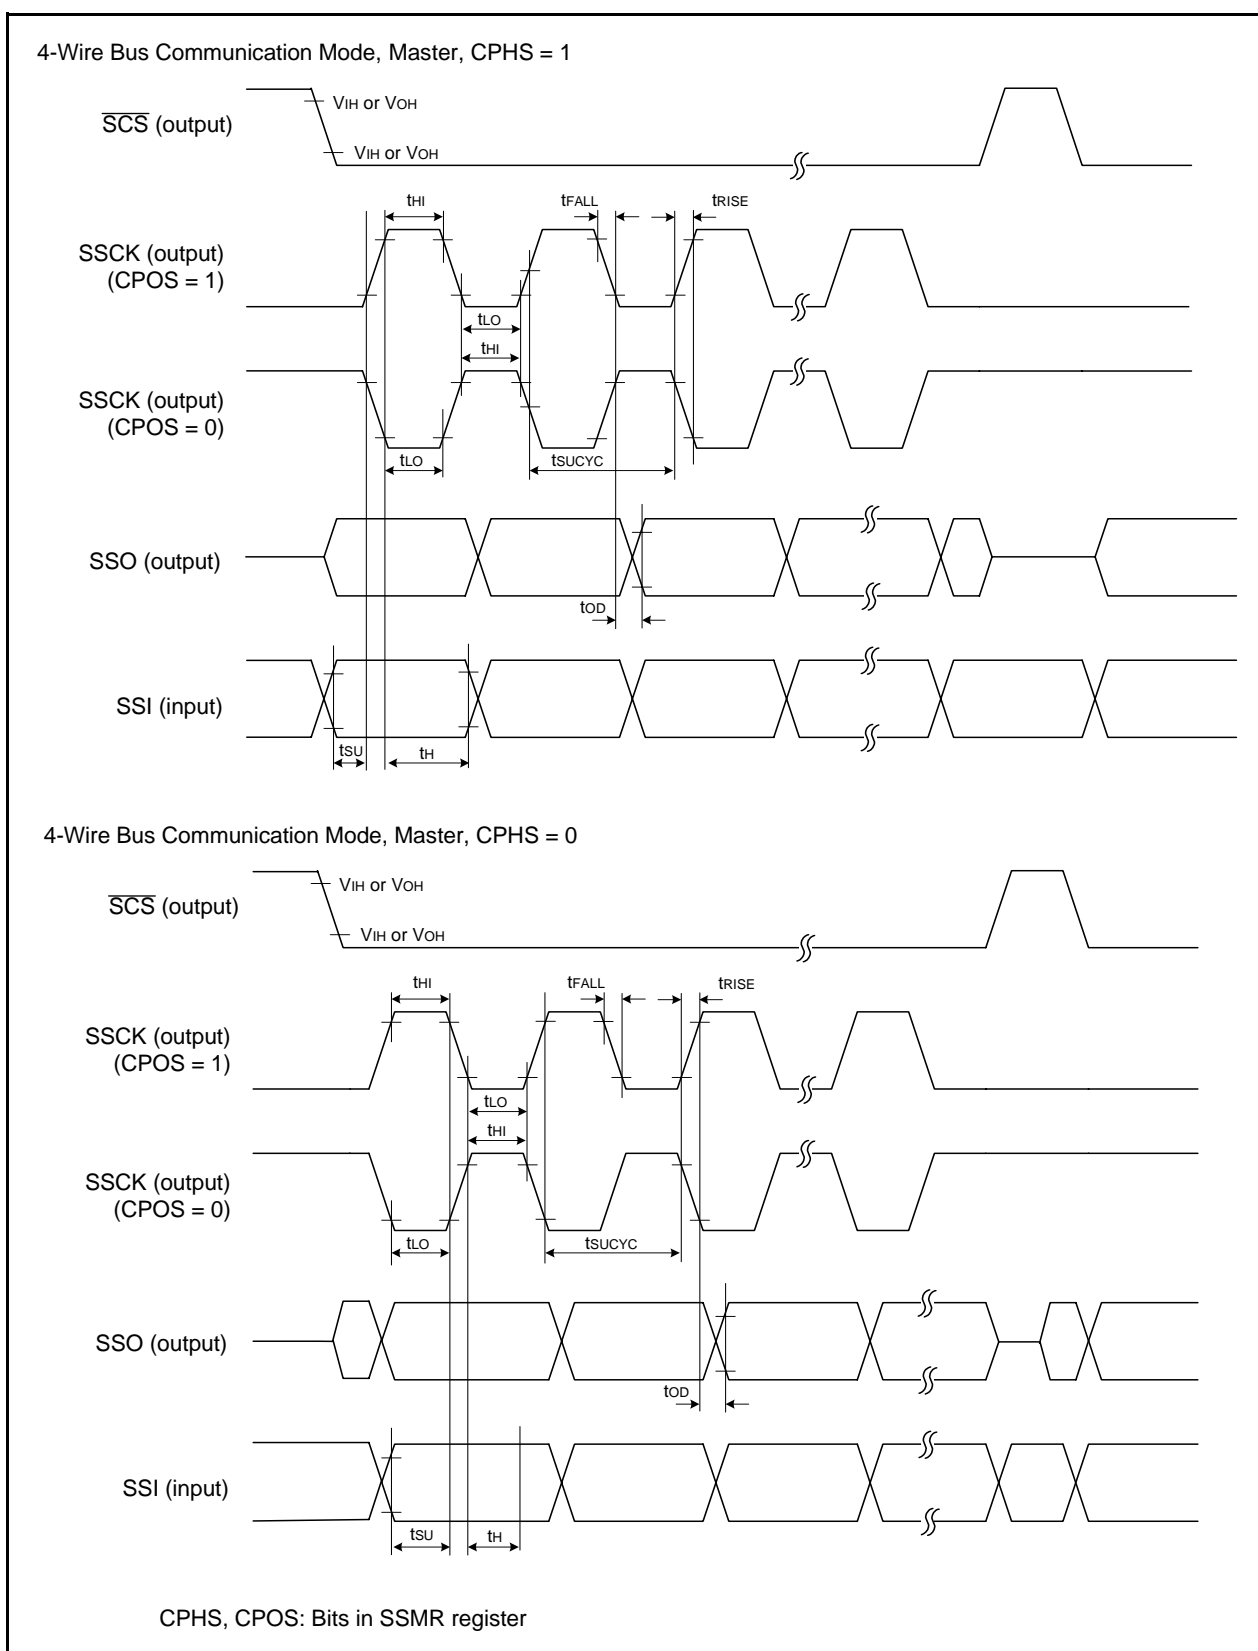 4-Wire Bus Communication Mode, Master, CPHS = 1
VIH or VOH
SCS (output)
VIH or VOH
tHI
tFALL
tRISE
SSCK (output)
(CPOS = 1)
tLO
tHI
SSCK (output)
(CPOS = 0)
tLO
tSUCYC
SSO (output)
tOD
SSI (input)
tSU
tH
4-Wire Bus Communication Mode, Master, CPHS = 0
VIH or VOH
SCS (output)
VIH or VOH
tHI
tFALL
tRISE
SSCK (output)
(CPOS = 1)
tLO
tHI
SSCK (output)
(CPOS = 0)
tLO
tSUCYC
SSO (output)
tOD
SSI (input)
tSU
tH
CPHS, CPOS: Bits in SSMR register